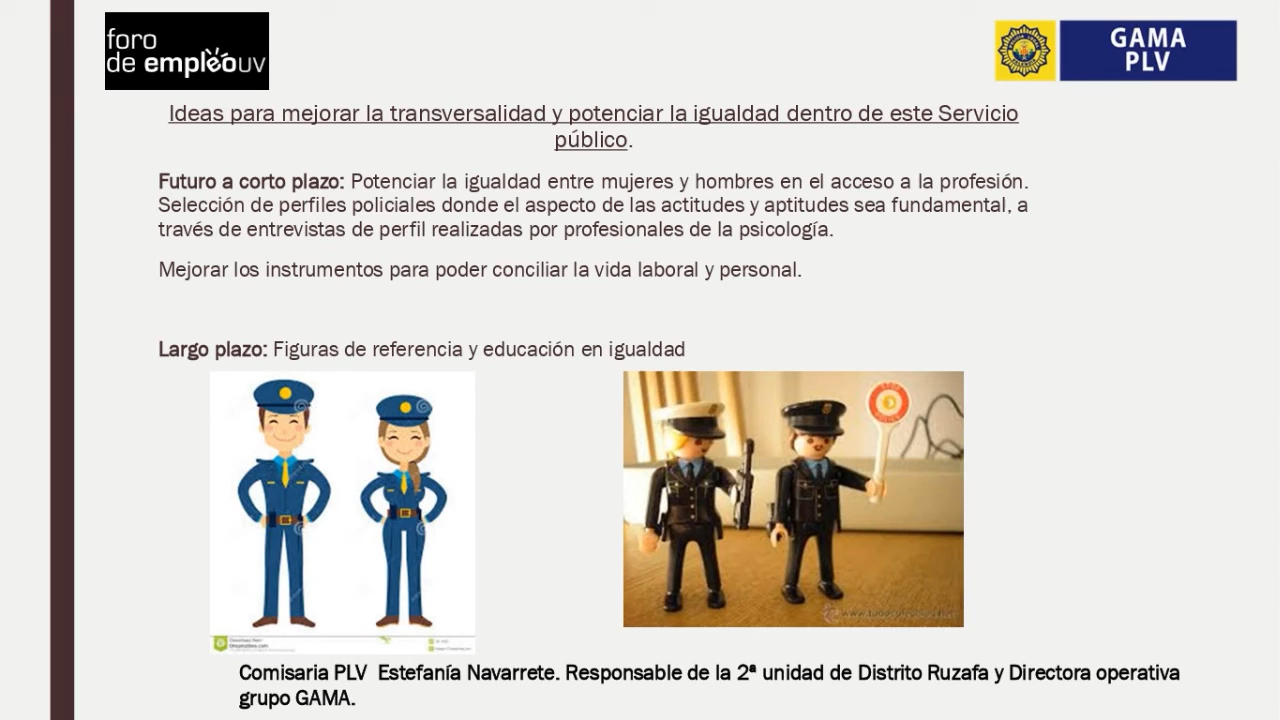 foro
de empleouv
GAMA
PLV
Ideas para mejorar la transversalidad y potenciar la igualdad dentro de este Servicio
público.
Futuro a corto plazo: Potenciar la igualdad entre mujeres y hombres en el acceso a la profesión.
Selección de perfiles policiales donde el aspecto de las actitudes y aptitudes sea fundamental, a
través de entrevistas de perfil realizadas por profesionales de la psicología.
Mejorar los instrumentos para poder conciliar la vida laboral y personal.
Largo plazo: Figuras de referencia y educación en igualdad
Comisaria PLV Estefanía Navarrete. Responsable de la 2ª unidad de Distrito Ruzafa y Directora operativa
grupo GAMA.